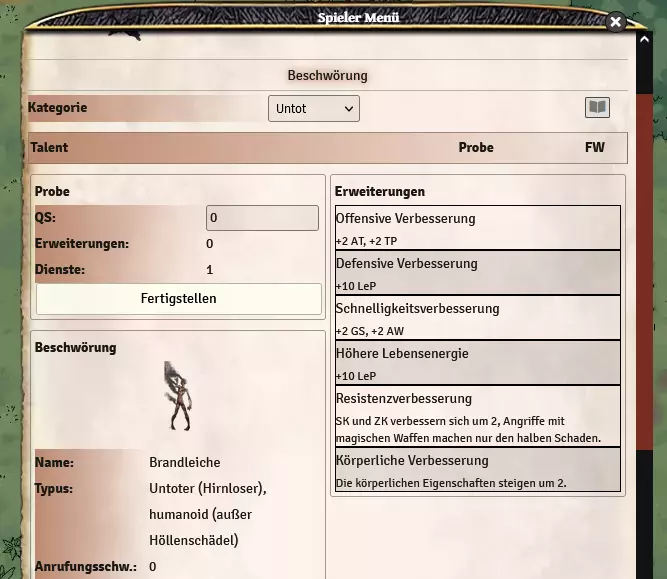 Spieler Menü
Beschwörung
Kategorie Untot
Talent Probe FW
Probe
QS: 0
Erweiterungen: 0
Dienste: 1
Fertigstellen
Erweiterungen
Offensive Verbesserung
+2 AT, +2 TP
Defensive Verbesserung
+10 LeP
Schnelligkeitsverbesserung
+2 GS, +2 AW
Höhere Lebensenergie
+10 LeP
Resistenzverbesserung
SK und ZK verbessern sich um 2, Angriffe mit
magischen Waffen machen nur den halben Schaden.
Körperliche Verbesserung
Die körperlichen Eigenschaften steigen um 2.
Beschwörung
Name: Brandleiche
Typus: Untoter (Hirnloser),
humanoid (außer
Höllenschädel)
Anrufungsschw.: 0